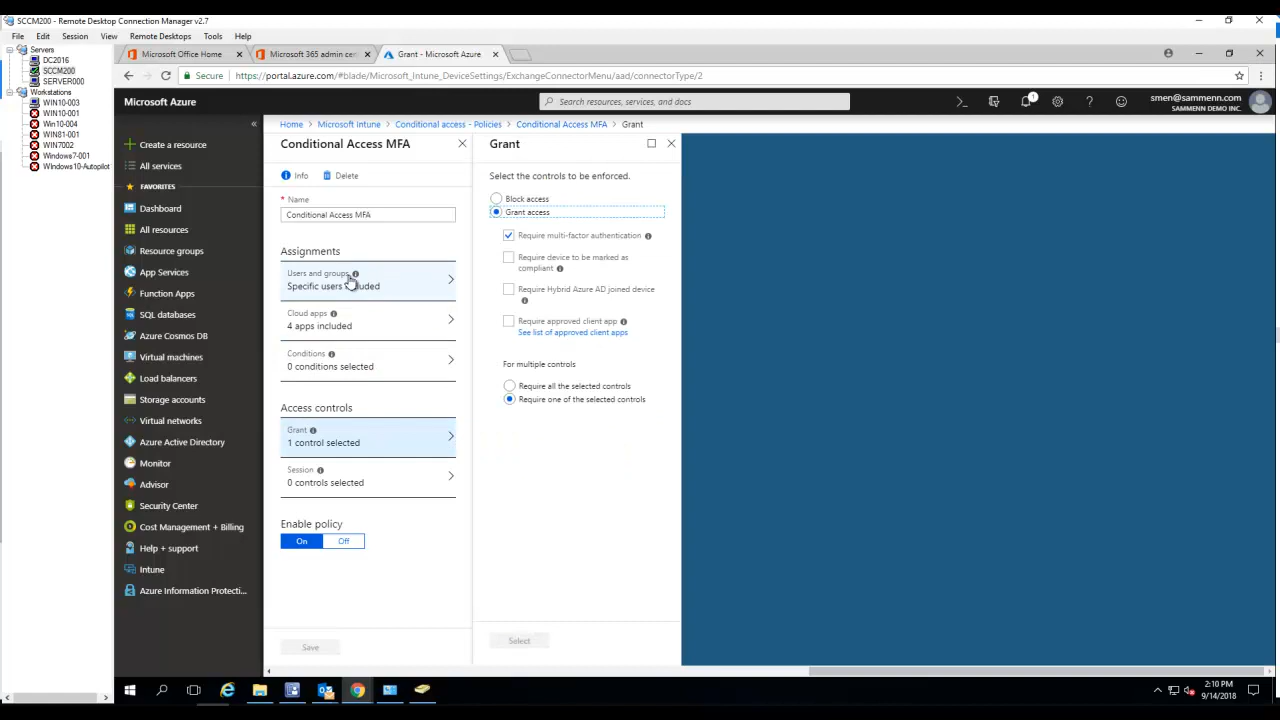 SCCM200 - Remote Desktop Connection Manager v2.7
File Edit Session View Remote Desktops Tools Help
Servers
DC2016
SCCM200
SERVER000
Workstations
WIN10-003
WIN10-001
Win10-004
WIN81-001
WIN7002
Windows7-001
Windows10-Autopilot
Microsoft Office Home
Microsoft 365 admin cen
Grant - Microsoft Azure
Secure https://portal.azure.com/#blade/Microsoft_Intune_DeviceSettings/ExchangeConnectorMenu/aad/connectorType/2
Microsoft Azure
Search resources, services, and docs
1
smen@sammenn.com
SAMMENN DEMO INC.
Home > Microsoft Intune > Conditional access - Policies > Conditional Access MFA > Grant
Create a resource
All services
FAVORITES
Dashboard
All resources
Resource groups
App Services
Function Apps
SQL databases
Azure Cosmos DB
Virtual machines
Load balancers
Storage accounts
Virtual networks
Azure Active Directory
Monitor
Advisor
Security Center
Cost Management + Billing
Help + support
Intune
Azure Information Protecti...
Conditional Access MFA
Info Delete
* Name
Conditional Access MFA
Assignments
Users and groups
Specific users included
Cloud apps
4 apps included
Conditions
0 conditions selected
Access controls
Grant
1 control selected
Session
0 controls selected
Enable policy
On Off
Save
Grant
Select the controls to be enforced.
Block access
Grant access
Require multi-factor authentication
Require device to be marked as
compliant
Require Hybrid Azure AD joined device
Require approved client app
See list of approved client apps
For multiple controls
Require all the selected controls
Require one of the selected controls
Select
2:10 PM
9/14/2018